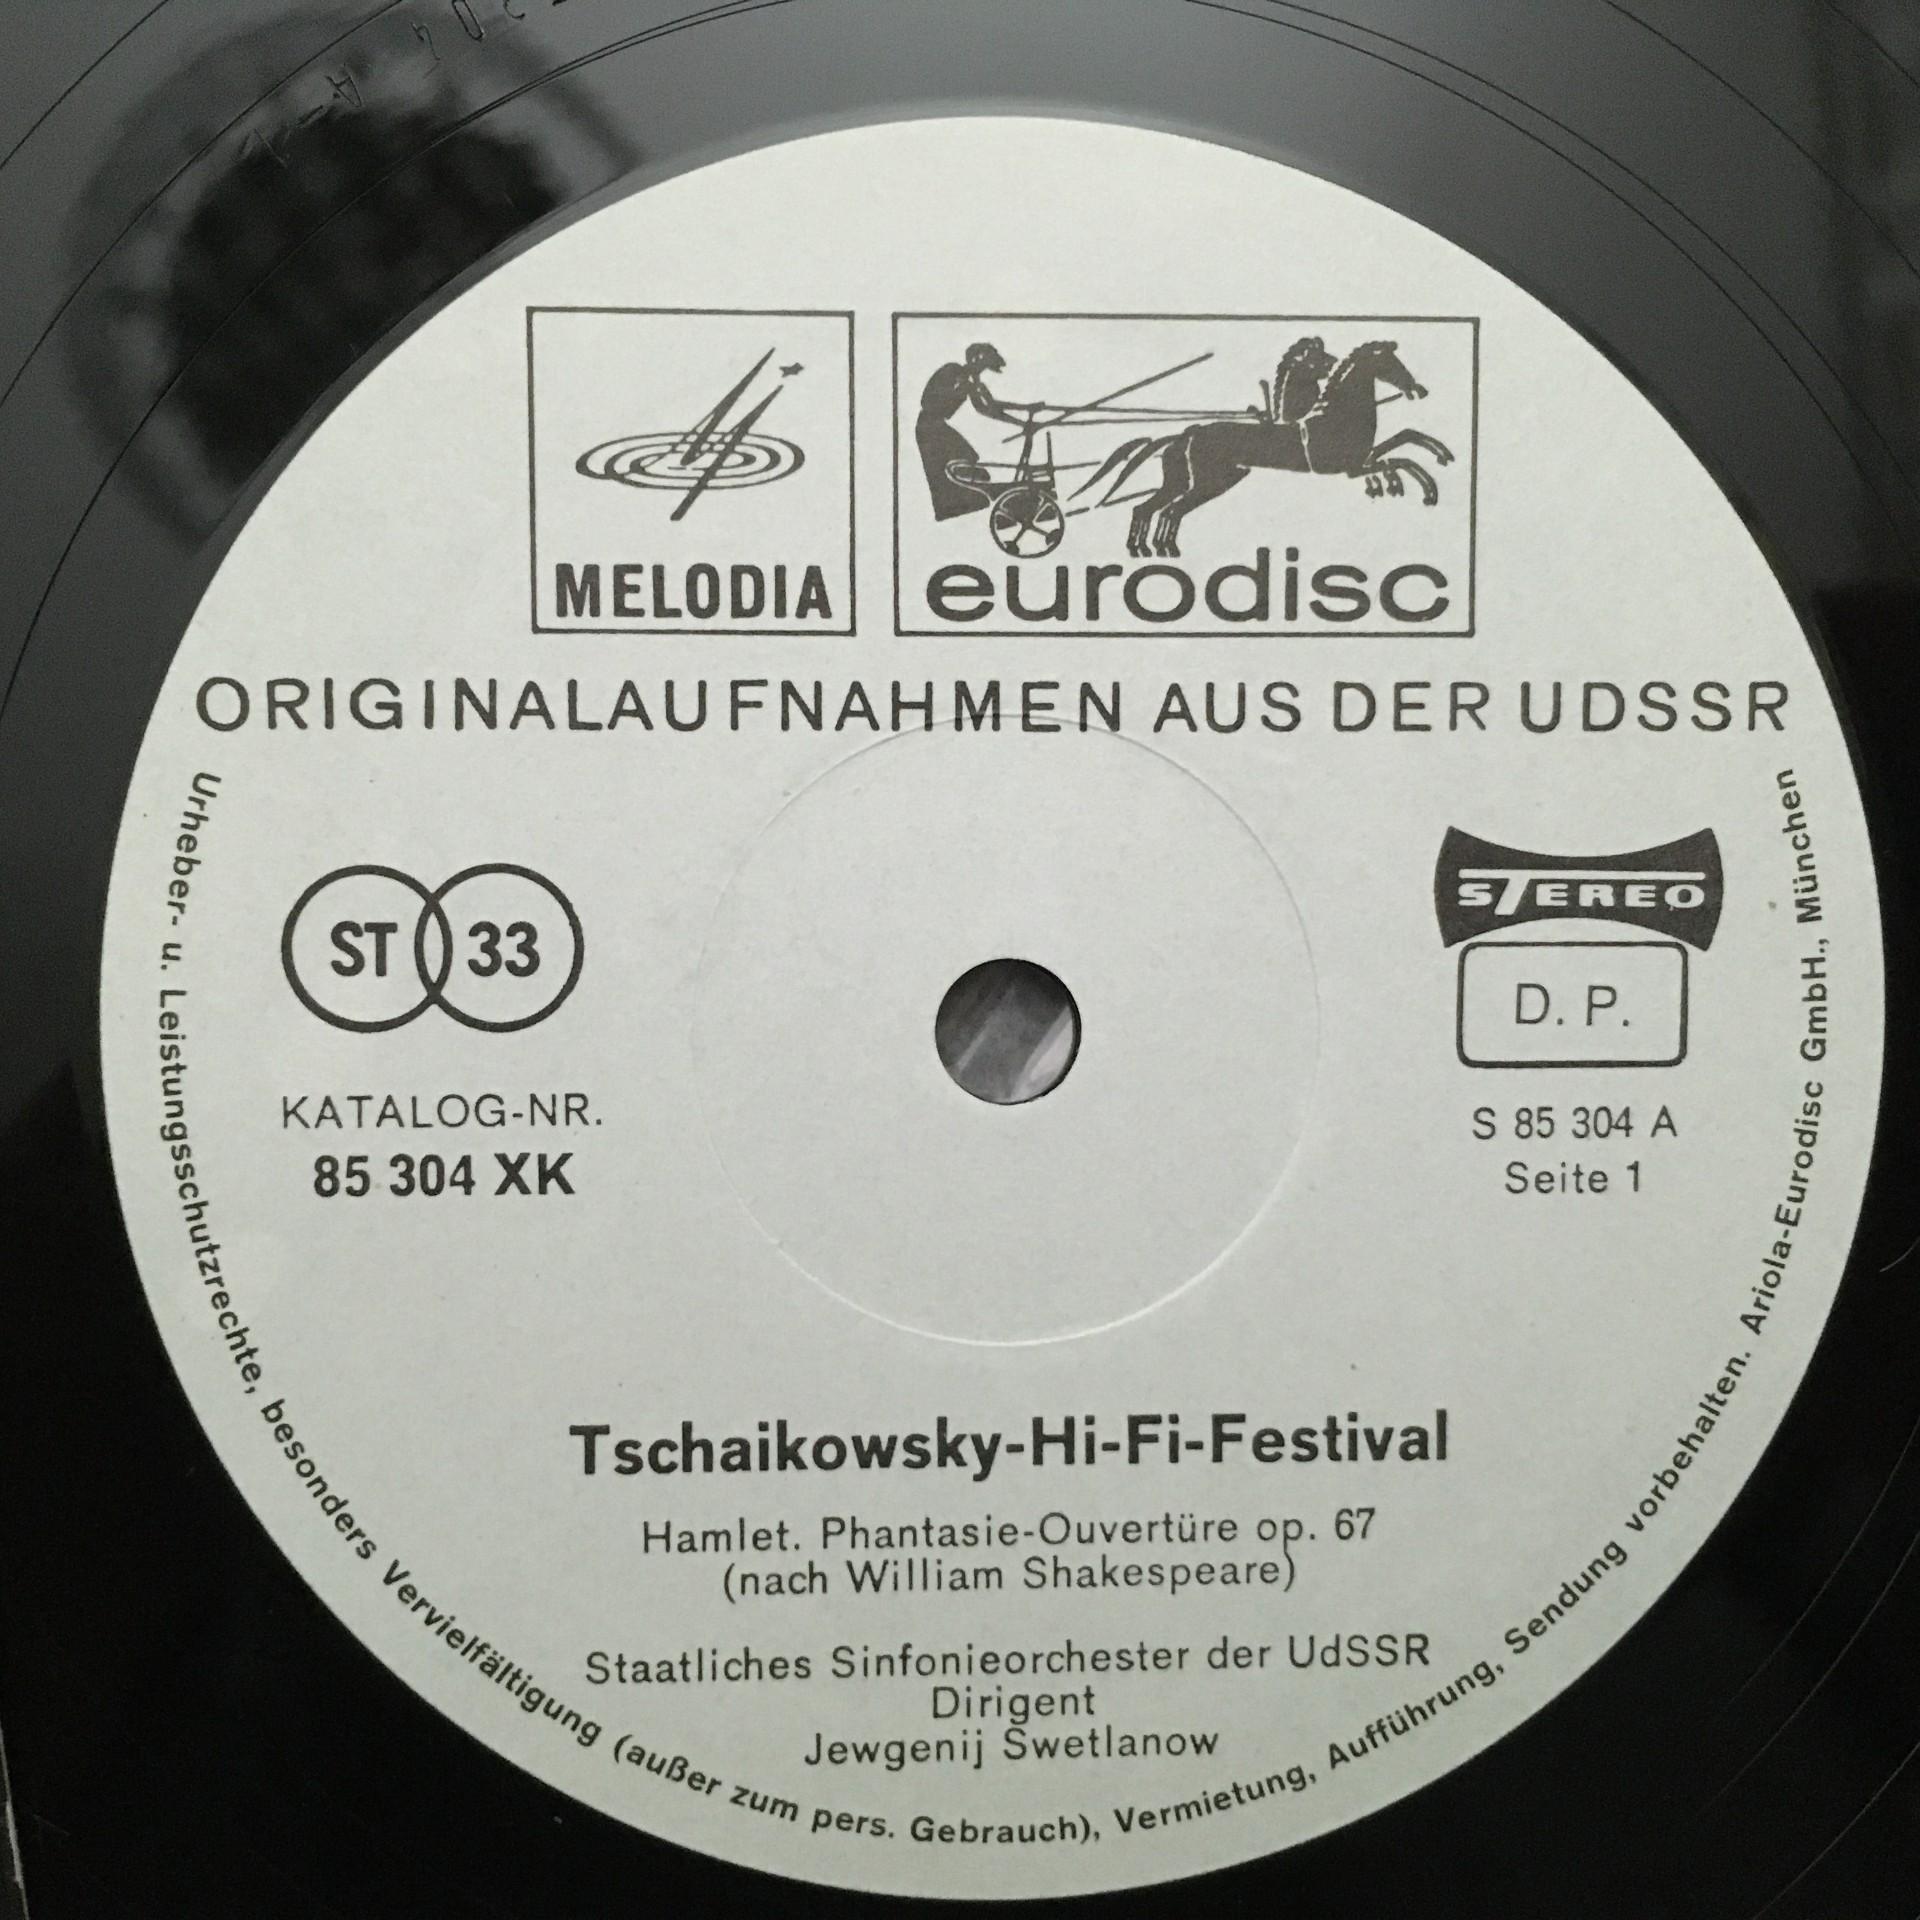 MELODIA
eurodisc
ORIGINALAUFNAHMEN AUS DER UDSSR
ST 33
STEREO
D. P.
KATALOG-NR.
85 304 XK
S 85 304 A
Seite 1
Tschaikowsky-Hi-Fi-Festival
Hamlet. Phantasie-Ouvertüre op. 67
(nach William Shakespeare)
Staatliches Sinfonieorchester der UdSSR
Dirigent
Jewgenij Swetlanow
Urheber- u. Leistungsschutzrechte, besonders Vervielfältigung (außer zum pers. Gebrauch), Vermietung, Aufführung, Sendung vorbehalten. Ariola-Eurodisc GmbH., München